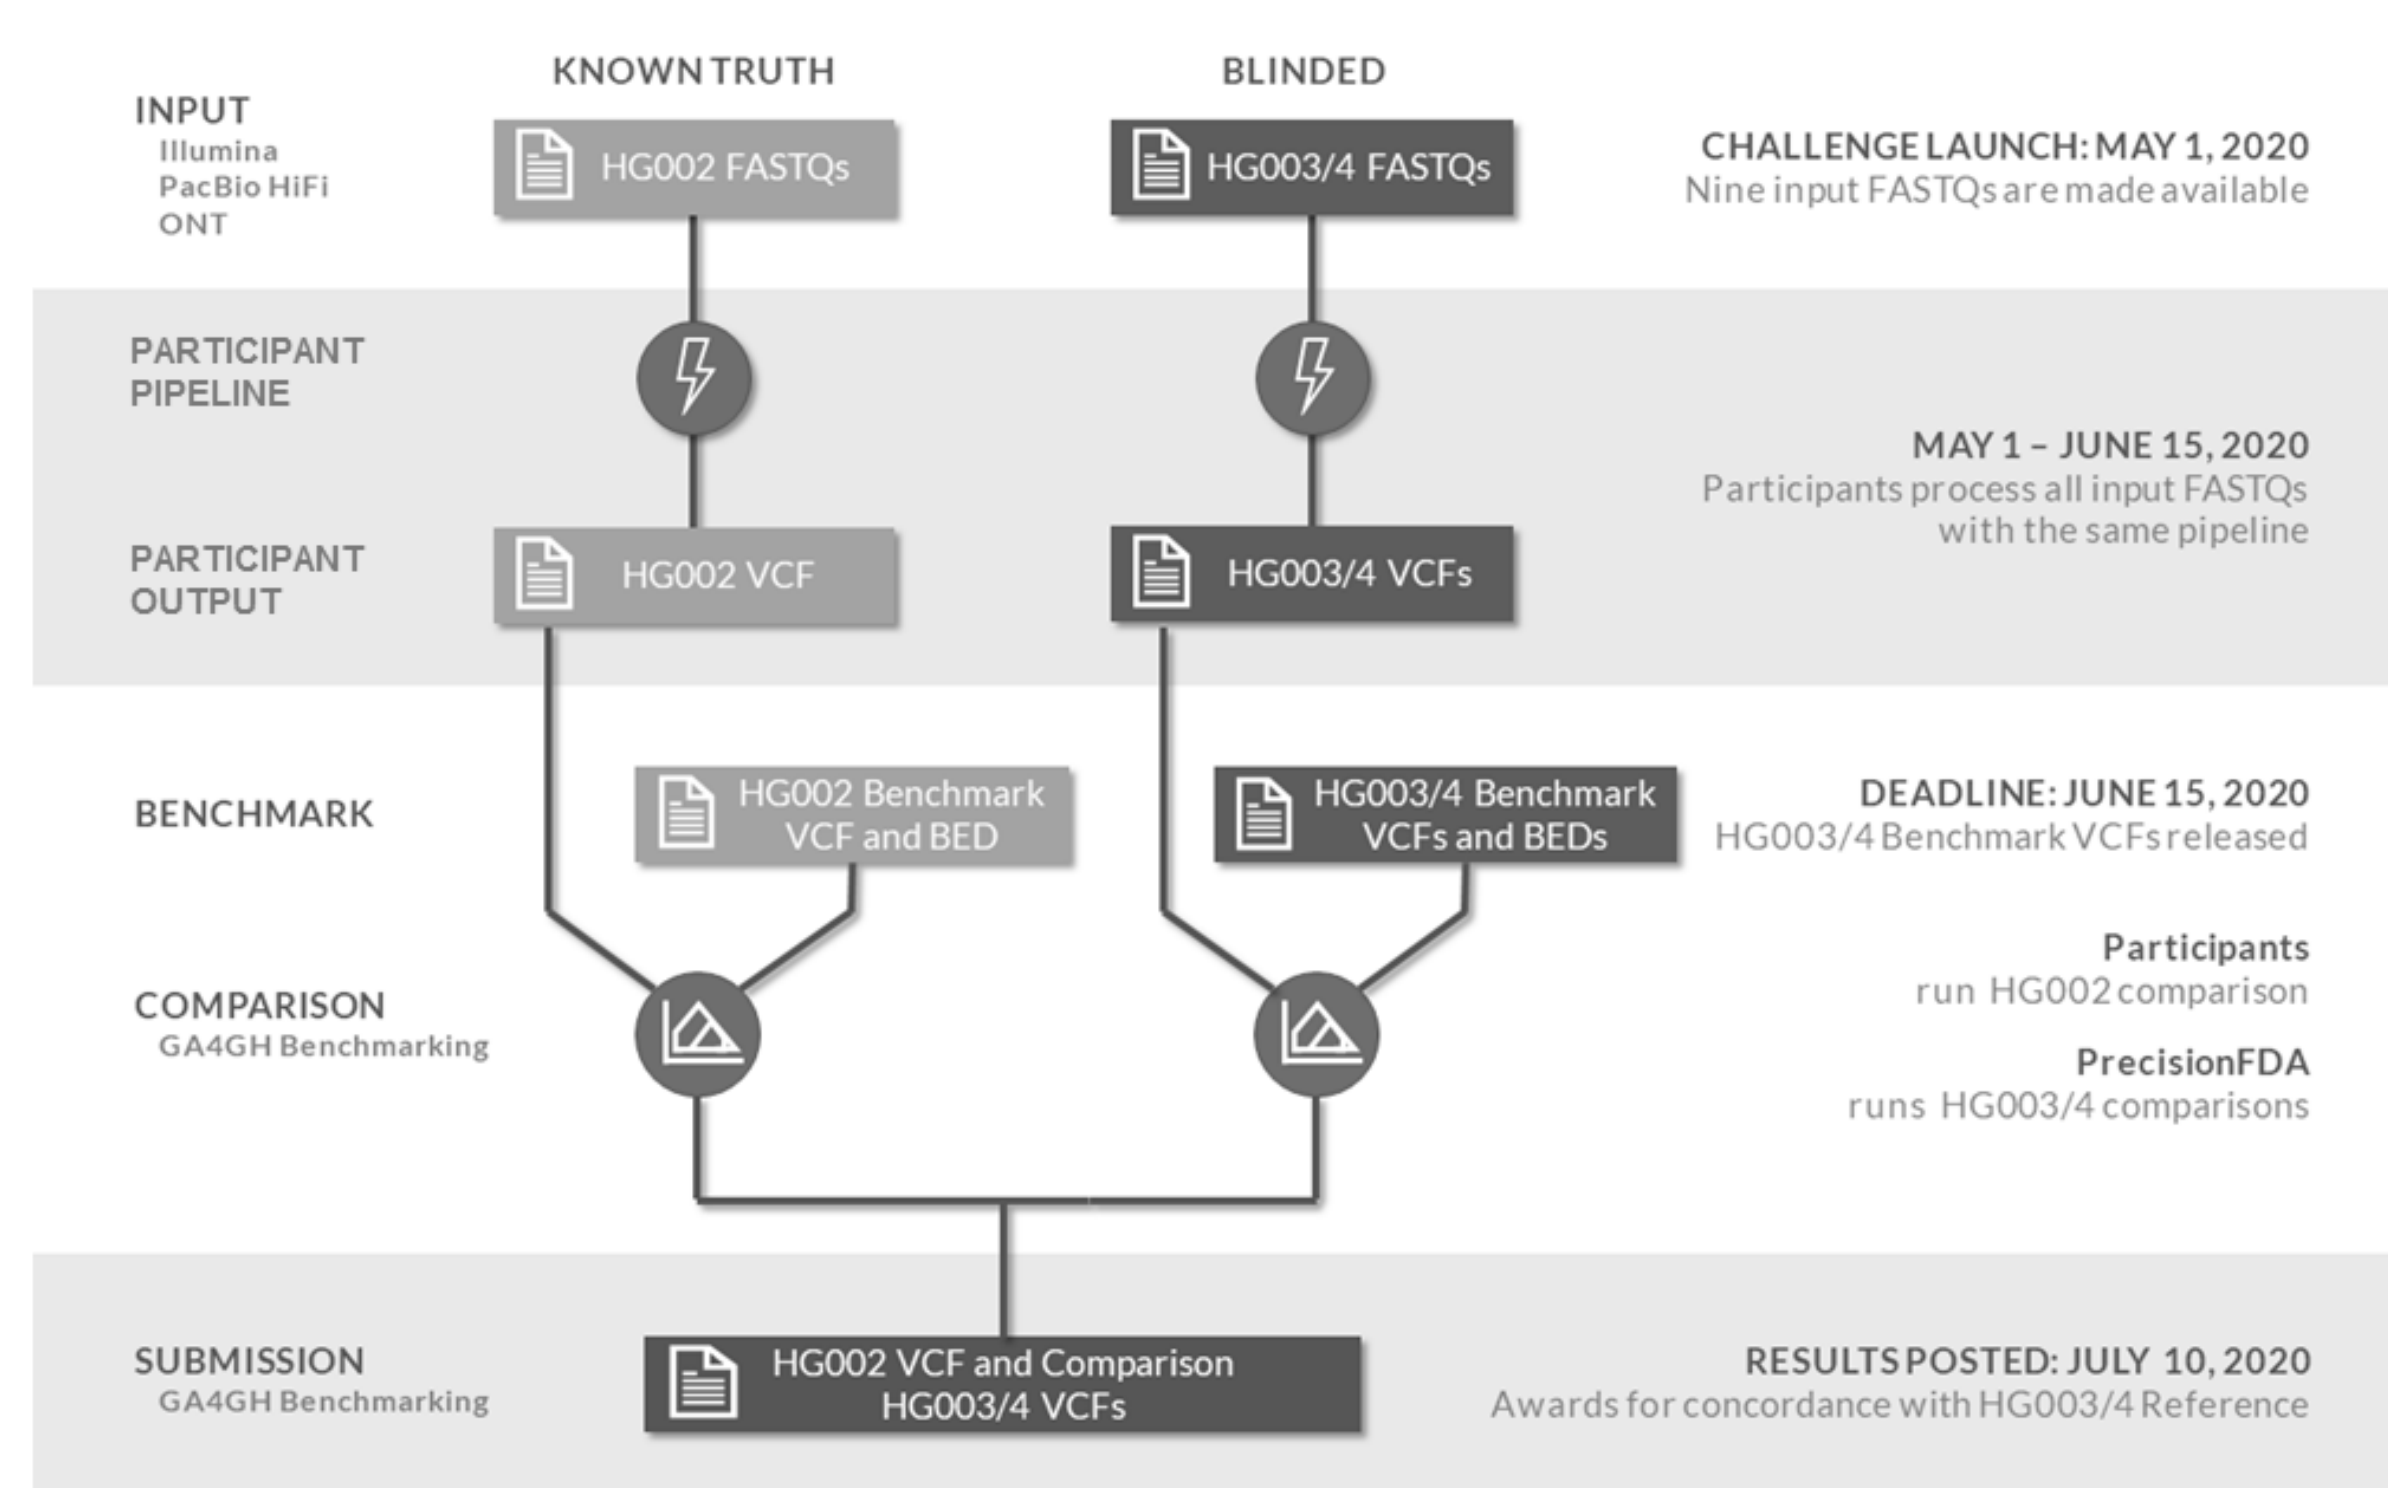 KNOWN TRUTH
BLINDED
INPUT
Illumina
PacBio HiFi
ONT
HG002 FASTQs
HG003/4 FASTQs
CHALLENGE LAUNCH: MAY 1, 2020
Nine input FASTQs are made available
PARTICIPANT
PIPELINE
MAY 1 – JUNE 15, 2020
Participants process all input FASTQs
with the same pipeline
PARTICIPANT
OUTPUT
HG002 VCF
HG003/4 VCFs
BENCHMARK
HG002 Benchmark
VCF and BED
HG003/4 Benchmark
VCFs and BEDs
DEADLINE: JUNE 15, 2020
HG003/4 Benchmark VCFs released
COMPARISON
GA4GH Benchmarking
Participants
run HG002 comparison
PrecisionFDA
runs HG003/4 comparisons
SUBMISSION
GA4GH Benchmarking
HG002 VCF and Comparison
HG003/4 VCFs
RESULTS POSTED: JULY 10, 2020
Awards for concordance with HG003/4 Reference